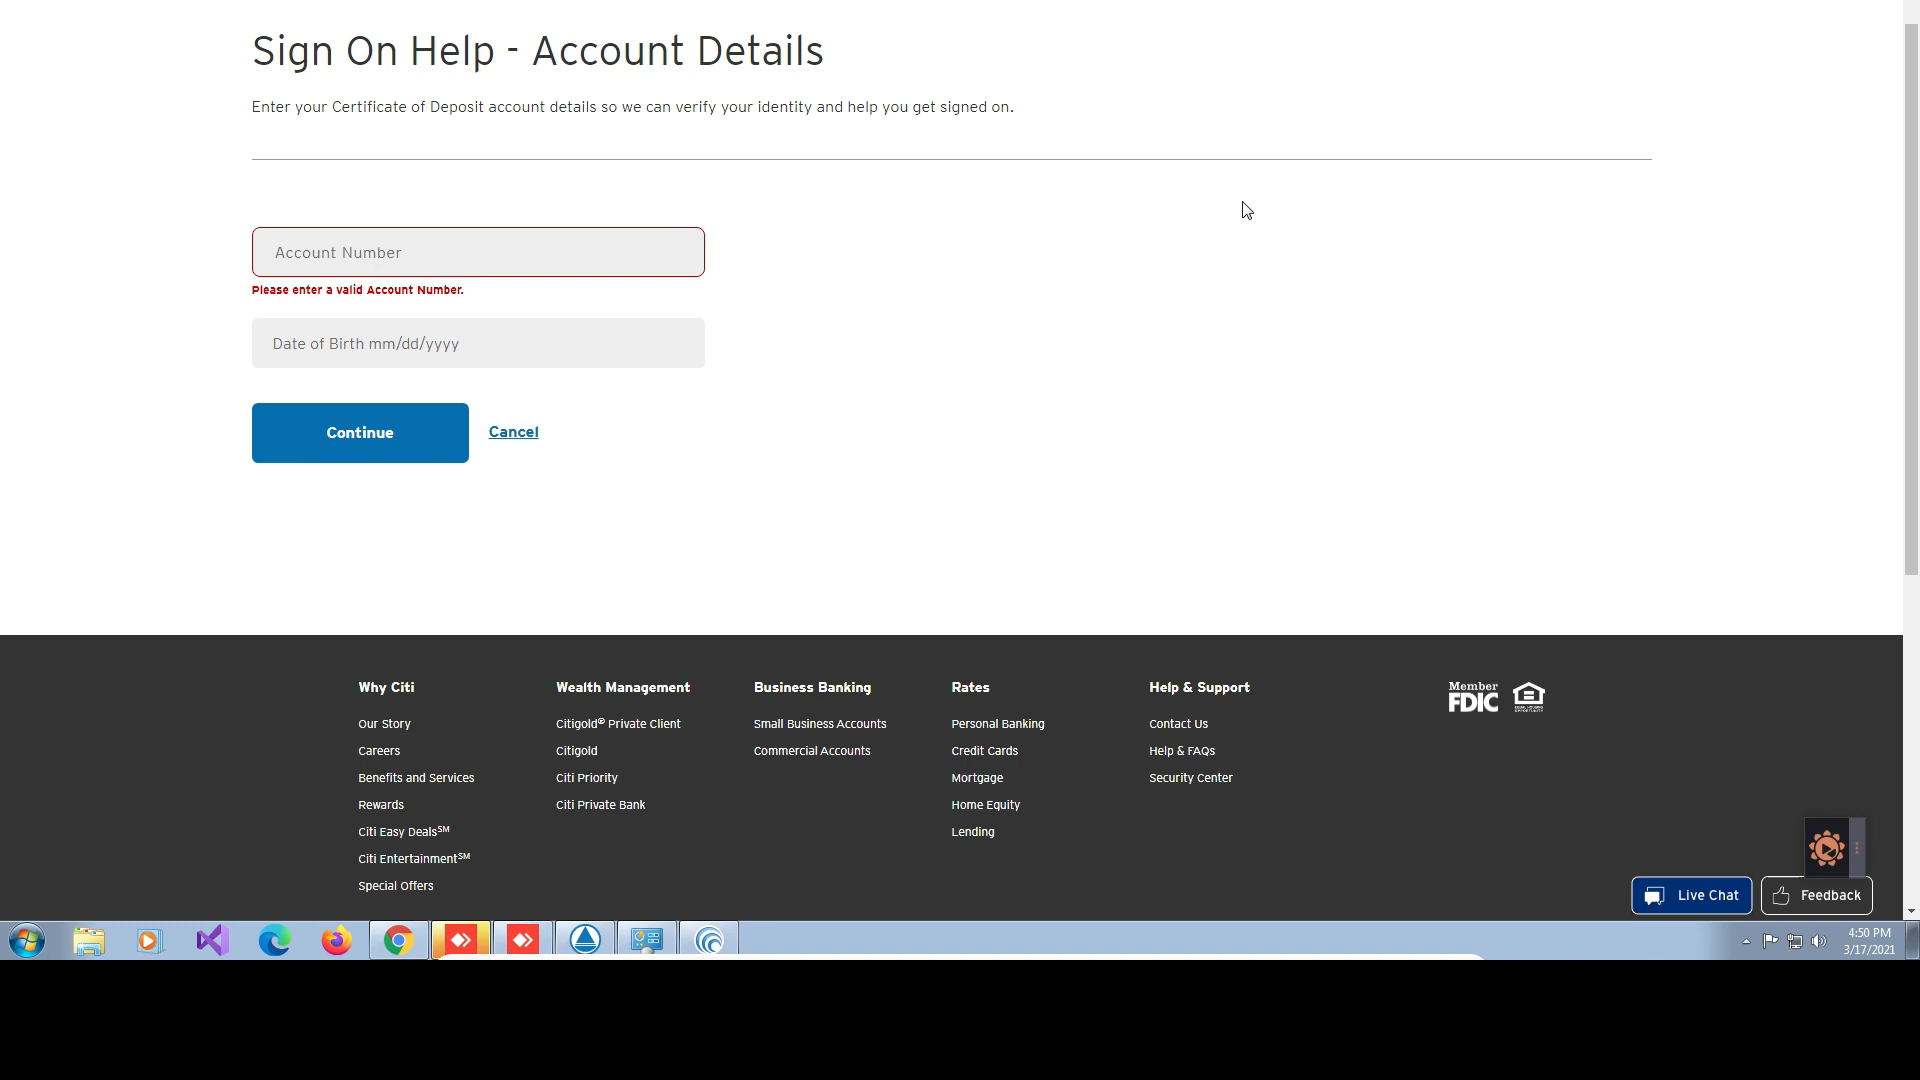 Sign On Help - Account Details
Enter your Certificate of Deposit account details so we can verify your identity and help you get signed on.
Account Number
Please enter a valid Account Number.
Date of Birth mm/dd/yyyy
Continue
Cancel
Why Citi
Our Story
Careers
Benefits and Services
Rewards
Citi Easy Deals℠
Citi Entertainment℠
Special Offers
Wealth Management
Citigold® Private Client
Citigold
Citi Priority
Citi Private Bank
Business Banking
Small Business Accounts
Commercial Accounts
Rates
Personal Banking
Credit Cards
Mortgage
Home Equity
Lending
Help & Support
Contact Us
Help & FAQs
Security Center
Member
FDIC
EQUAL HOUSING
OPPORTUNITY
Live Chat
Feedback
4:50 PM
3/17/2021